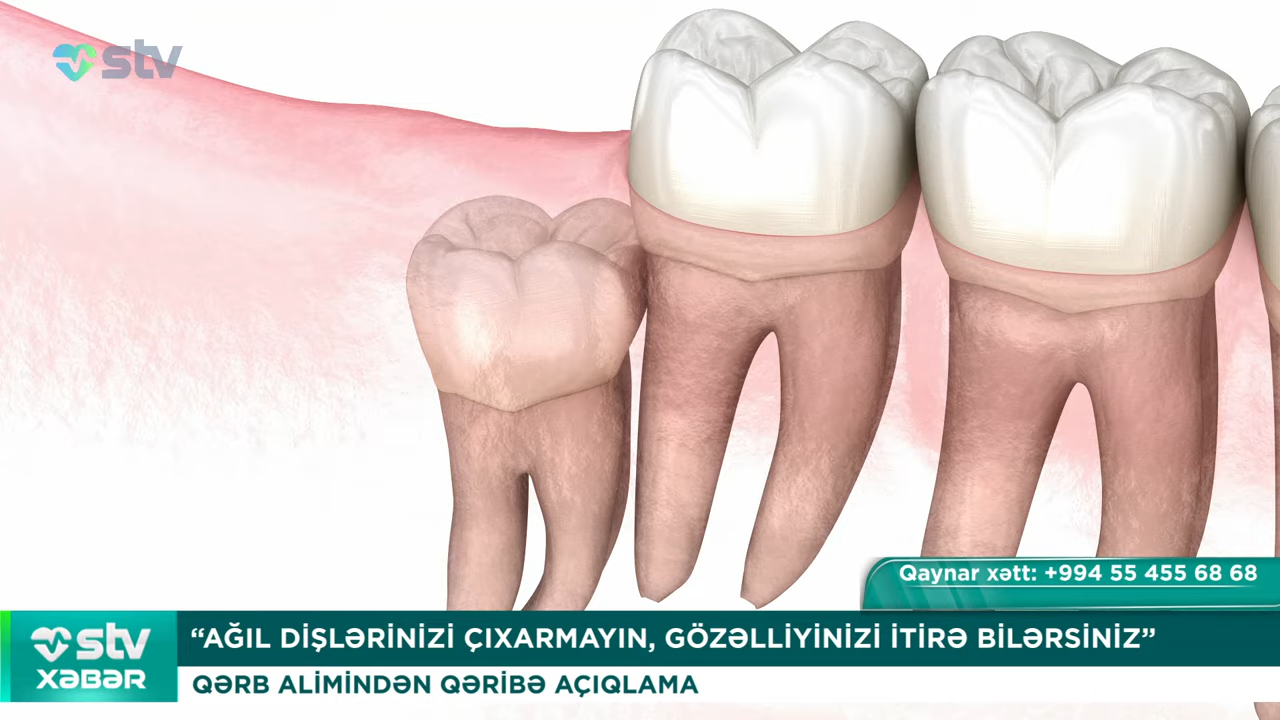 stv
Qaynar xətt: +994 55 455 68 68
stv
XƏBƏR
“AĞIL DİŞLƏRİNİZİ ÇIXARMAYIN, GÖZƏLLİYİNİZİ İTİRƏ BİLƏRSİNİZ”
QƏRB ALİMİNDƏN QƏRİBƏ AÇIQLAMA